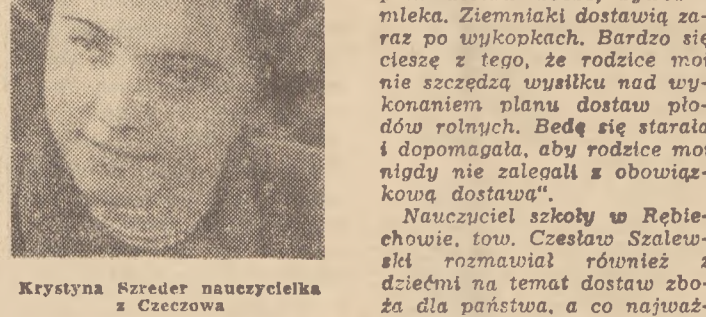 Krystyna Szreder nauczycielka
z Czeczowa
mleka. Ziemniaki dostawią za-
raz po wykopkach. Bardzo się
cieszę z tego, że rodzice moi
nie szczędzą wysiłku nad wy-
konaniem planu dostaw pło-
dów rolnych. Bedę się starała
i dopomagała, aby rodzice moi
nigdy nie zalegali z obowiąz-
kową dostawą“.
Nauczyciel szkoły w Rębie-
chowie, tow. Czesław Szalew-
ski rozmawiał również z
dziećmi na temat dostaw zbo-
ża dla państwa, a co najważ-